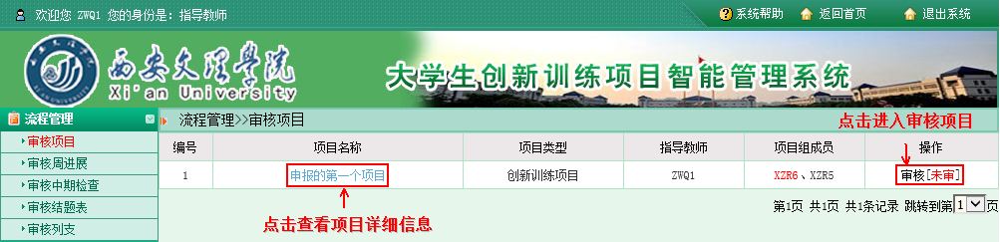 欢迎您 ZWQ1 您的身份是：指导教师 系统帮助 返回首页 退出系统
西安文理学院
Xi'an University
大学生创新训练项目智能管理系统
流程管理
流程管理>>审核项目
点击进入审核项目
审核项目
审核周进展
审核中期检查
审核结题表
审核列支
编号 项目名称 项目类型 指导教师 项目组成员 操作
1 申报的第一个项目 创新训练项目 ZWQ1 XZR6、XZR5 审核[未审]
第1页 共1页 共1条记录 跳转到第1页
点击查看项目详细信息